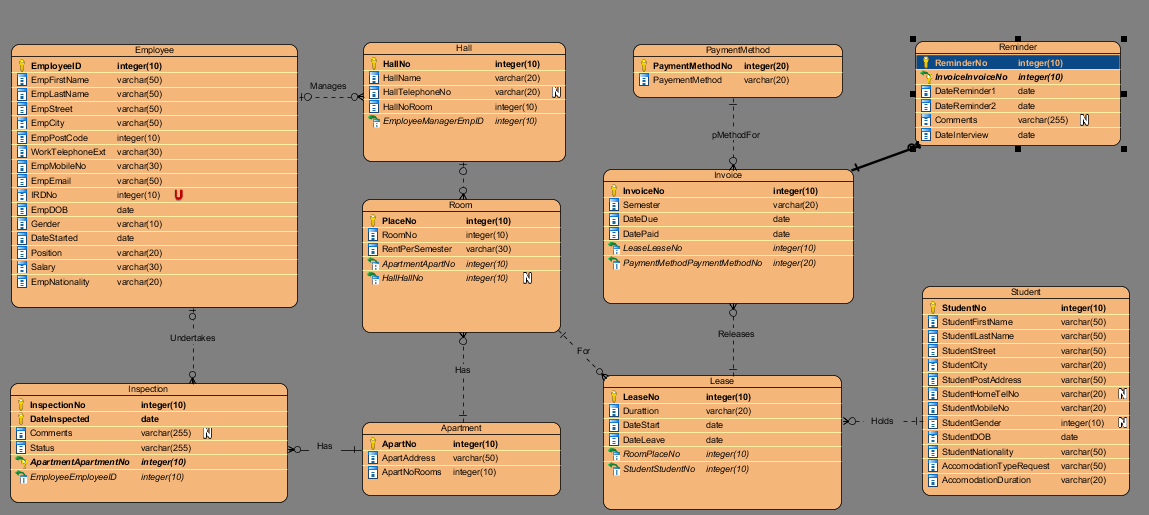 Employee
EmployeeID integer(10)
EmpFirstName varchar(50)
EmpLastName varchar(50)
EmpStreet varchar(50)
EmpCity varchar(50)
EmpPostCode integer(10)
WorkTelephoneExt varchar(30)
EmpMobileNo varchar(30)
EmpEmail varchar(50)
IRDNo integer(10) U
EmpDOB date
Gender varchar(10)
DateStarted date
Position varchar(20)
Salary varchar(30)
EmpNationality varchar(20)
Manages
Hall
HallNo integer(10)
HallName varchar(20)
HallTelephoneNo varchar(20) N
HallNoRoom integer(10)
EmployeeManagerEmpID integer(10)
PaymentMethod
PaymentMethodNo integer(20)
PayementMethod varchar(20)
Reminder
ReminderNo integer(10)
InvoiceInvoiceNo integer(10)
DateReminder1 date
DateReminder2 date
Comments varchar(255) N
DateInterview date
pMethodFor
Room
PlaceNo integer(10)
RoomNo integer(10)
RentPerSemester varchar(30)
ApartmentApartNo integer(10)
HallHallNo integer(10) N
Invoice
InvoiceNo integer(10)
Semester varchar(20)
DateDue date
DatePaid date
LeaseLeaseNo integer(10)
PaymentMethodPaymentMethodNo integer(20)
Undertakes
Has
For
Releases
Inspection
InspectionNo integer(10)
DateInspected date
Comments varchar(255) N
Status varchar(255)
ApartmentApartmentNo integer(10)
EmployeeEmployeeID integer(10)
Has
Apartment
ApartNo integer(10)
ApartAddress varchar(50)
ApartNoRooms integer(10)
Lease
LeaseNo integer(10)
Durattion varchar(20)
DateStart date
DateLeave date
RoomPlaceNo integer(10)
StudentStudentNo integer(10)
Holds
Student
StudentNo integer(10)
StudentFirstName varchar(50)
StudentlLastName varchar(50)
StudentStreet varchar(50)
StudentCity varchar(20)
StudentPostAddress varchar(50)
StudentHomeTelNo varchar(20) N
StudentMobileNo varchar(20)
StudentGender integer(10) N
StudentDOB date
StudentNationality varchar(50)
AccomodationTypeRequest varchar(50)
AccomodationDuration varchar(20)